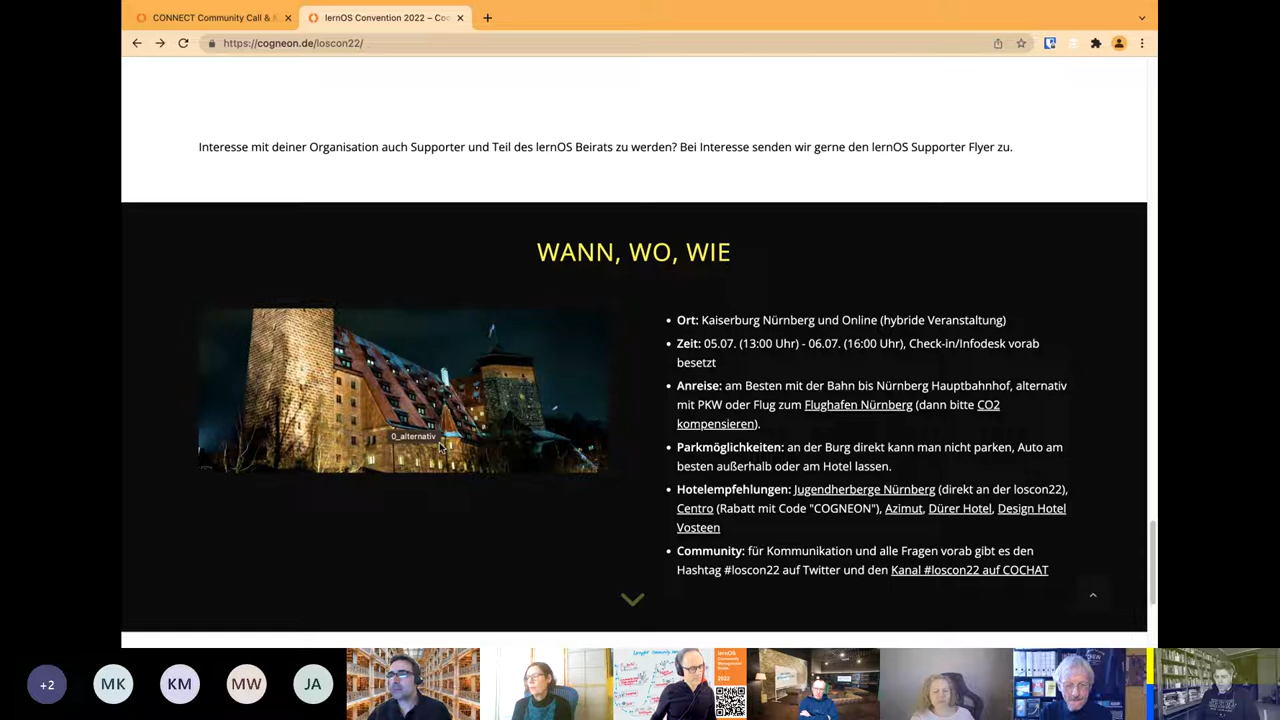 CONNECT Community Call &
lernOS Convention 2022 – Co
https://cogneon.de/loscon22/
Interesse mit deiner Organisation auch Supporter und Teil des lernOS Beirats zu werden? Bei Interesse senden wir gerne den lernOS Supporter Flyer zu.
WANN, WO, WIE
0_alternativ
Ort: Kaiserburg Nürnberg und Online (hybride Veranstaltung)
Zeit: 05.07. (13:00 Uhr) - 06.07. (16:00 Uhr), Check-in/Infodesk vorab
besetzt
Anreise: am Besten mit der Bahn bis Nürnberg Hauptbahnhof, alternativ
mit PKW oder Flug zum Flughafen Nürnberg (dann bitte CO2
kompensieren).
Parkmöglichkeiten: an der Burg direkt kann man nicht parken, Auto am
besten außerhalb oder am Hotel lassen.
Hotelempfehlungen: Jugendherberge Nürnberg (direkt an der loscon22),
Centro (Rabatt mit Code "COGNEON"), Azimut, Dürer Hotel, Design Hotel
Vosteen
Community: für Kommunikation und alle Fragen vorab gibt es den
Hashtag #loscon22 auf Twitter und den Kanal #loscon22 auf COCHAT
+2
MK
KM
MW
JA
lernOS
Community
Management
Guide
2022